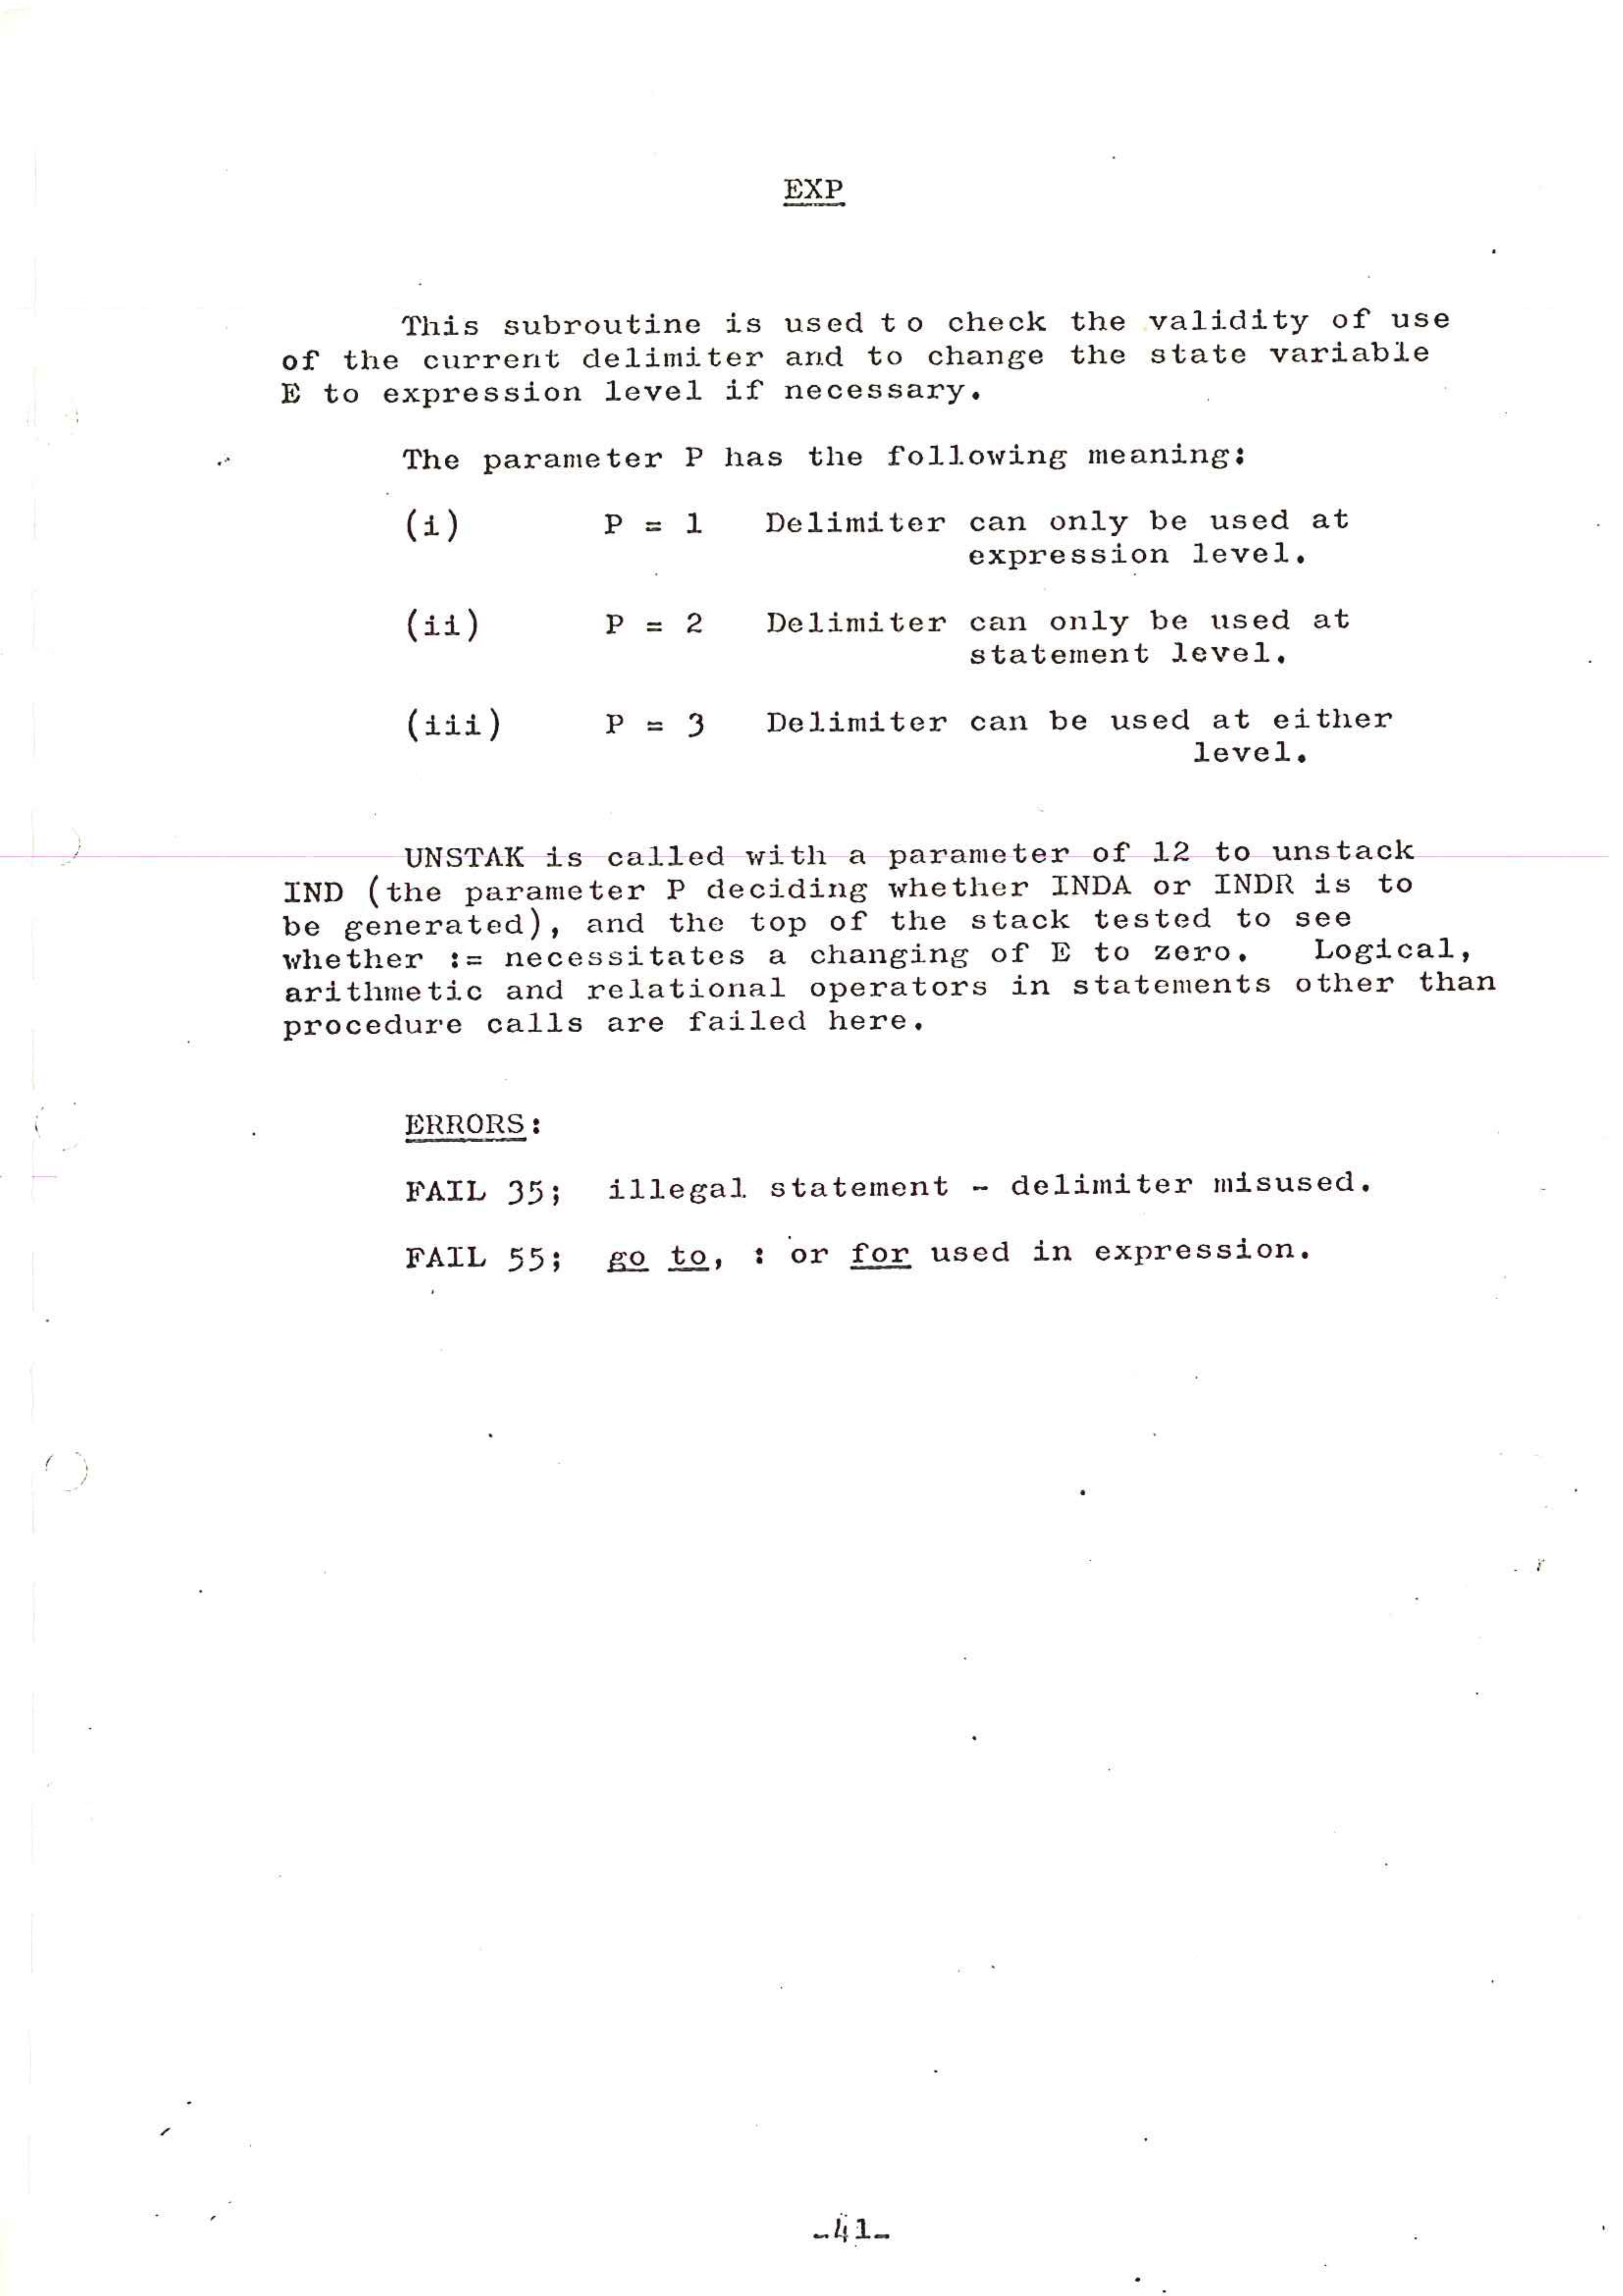 EXP
This subroutine is used to check the validity of use
of the current delimiter and to change the state variable
E to expression level if necessary.
The parameter P has the following meaning:
(i) P = 1 Delimiter can only be used at
expression level.
(ii) P = 2 Delimiter can only be used at
statement level.
(iii) P = 3 Delimiter can be used at either
level.
UNSTAK is called with a parameter of 12 to unstack
IND (the parameter P deciding whether INDA or INDR is to
be generated), and the top of the stack tested to see
whether := necessitates a changing of E to zero. Logical,
arithmetic and relational operators in statements other than
procedure calls are failed here.
ERRORS:
FAIL 35; illegal statement - delimiter misused.
FAIL 55; go to, : or for used in expression.
-41-